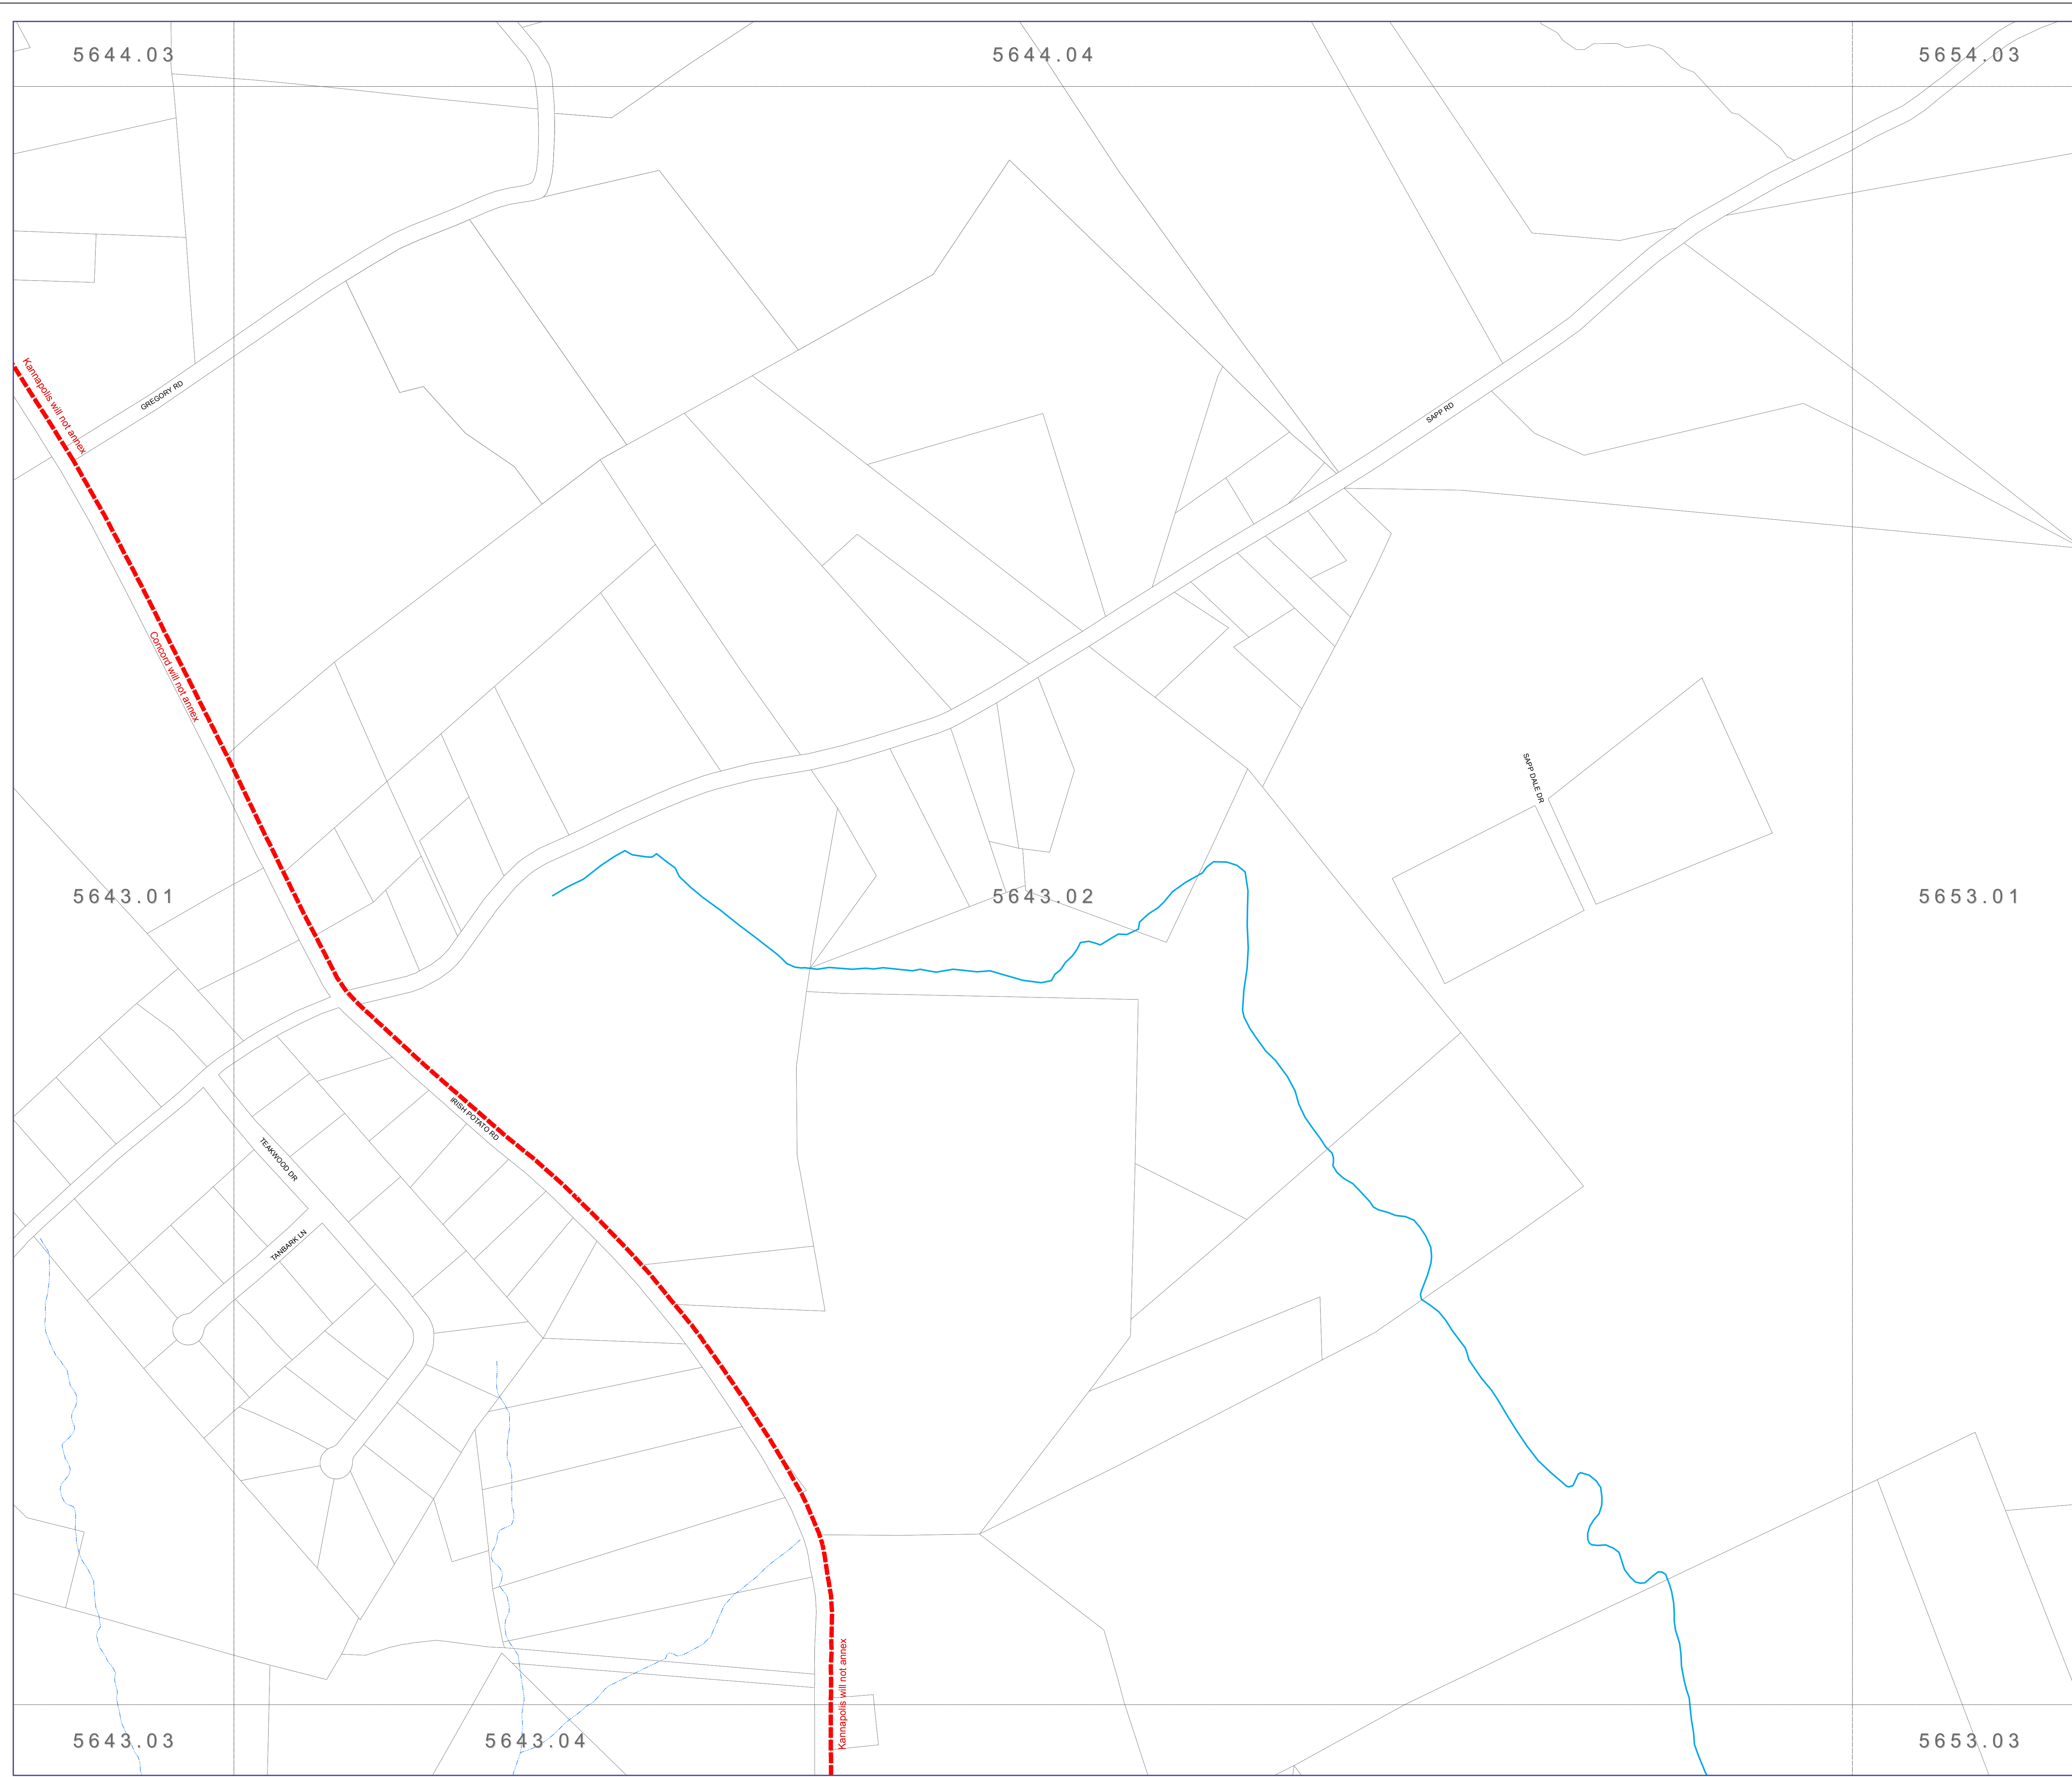 5644.03
5644.04
5654.03
Kannapolis will not annex
GREGORY RD
SAPP RD
Concord will not annex
SAPP DALE DR
5643.01
5643.02
5653.01
IRISH POTATO RD
TEAKWOOD DR
TANBARK LN
Kannapolis will not annex
5643.03
5643.04
5653.03